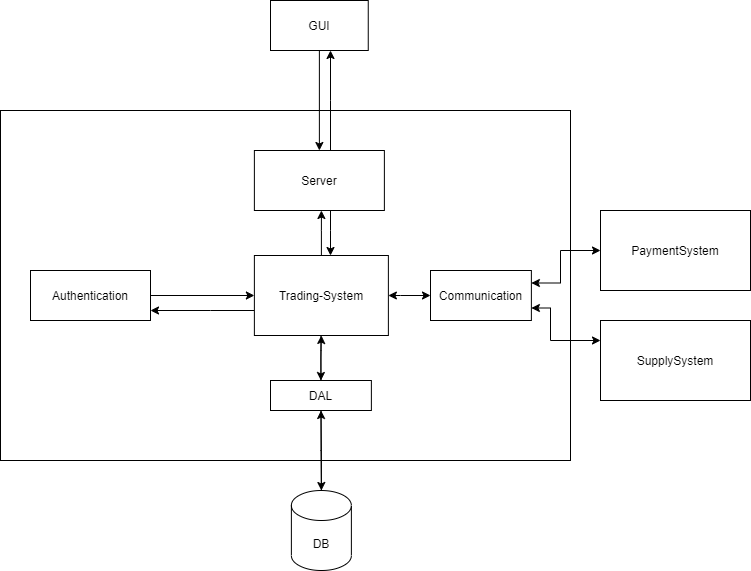 GUI
Server
PaymentSystem
Authentication
Trading-System
Communication
SupplySystem
DAL
DB